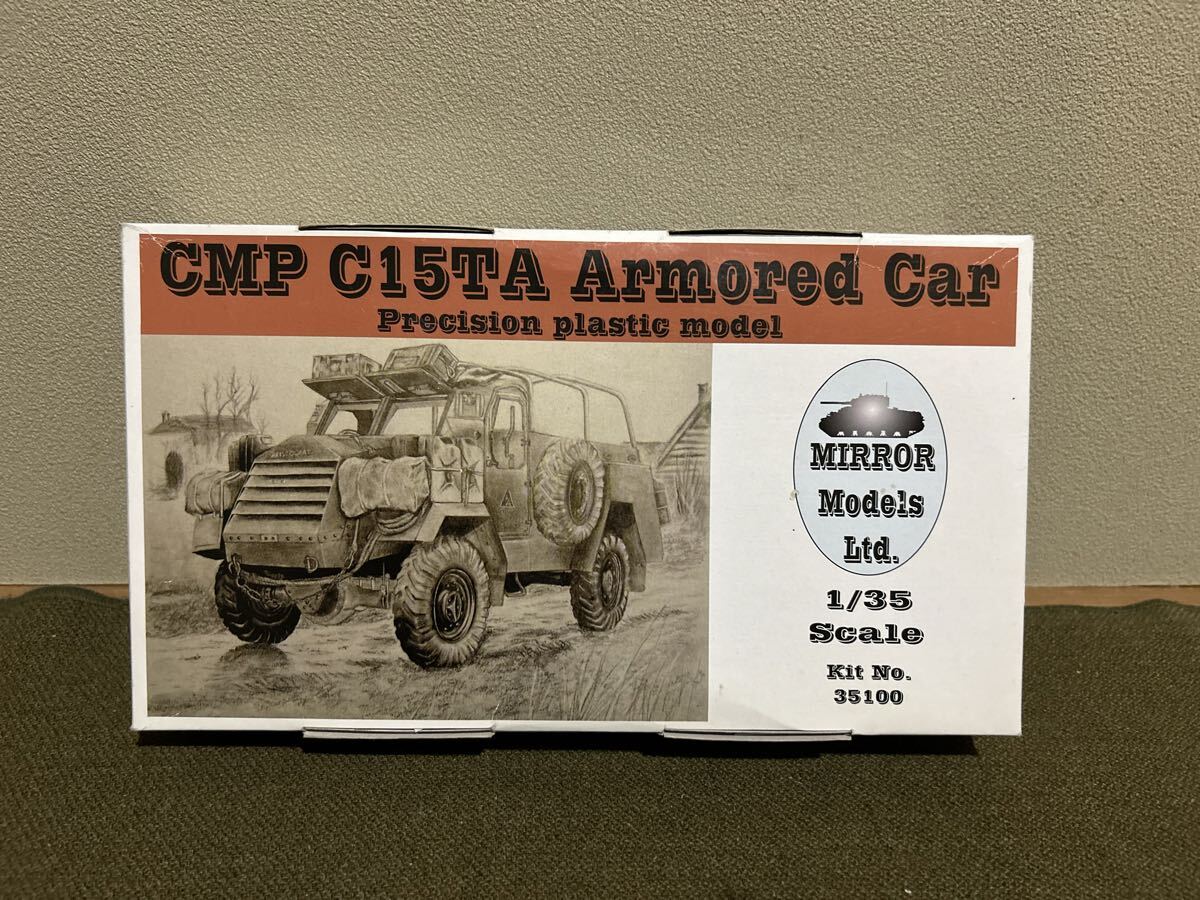 CMP C15TA Armored Car
Precision plastic model
MIRROR
Models
Ltd.
1/35
Scale
Kit No.
35100